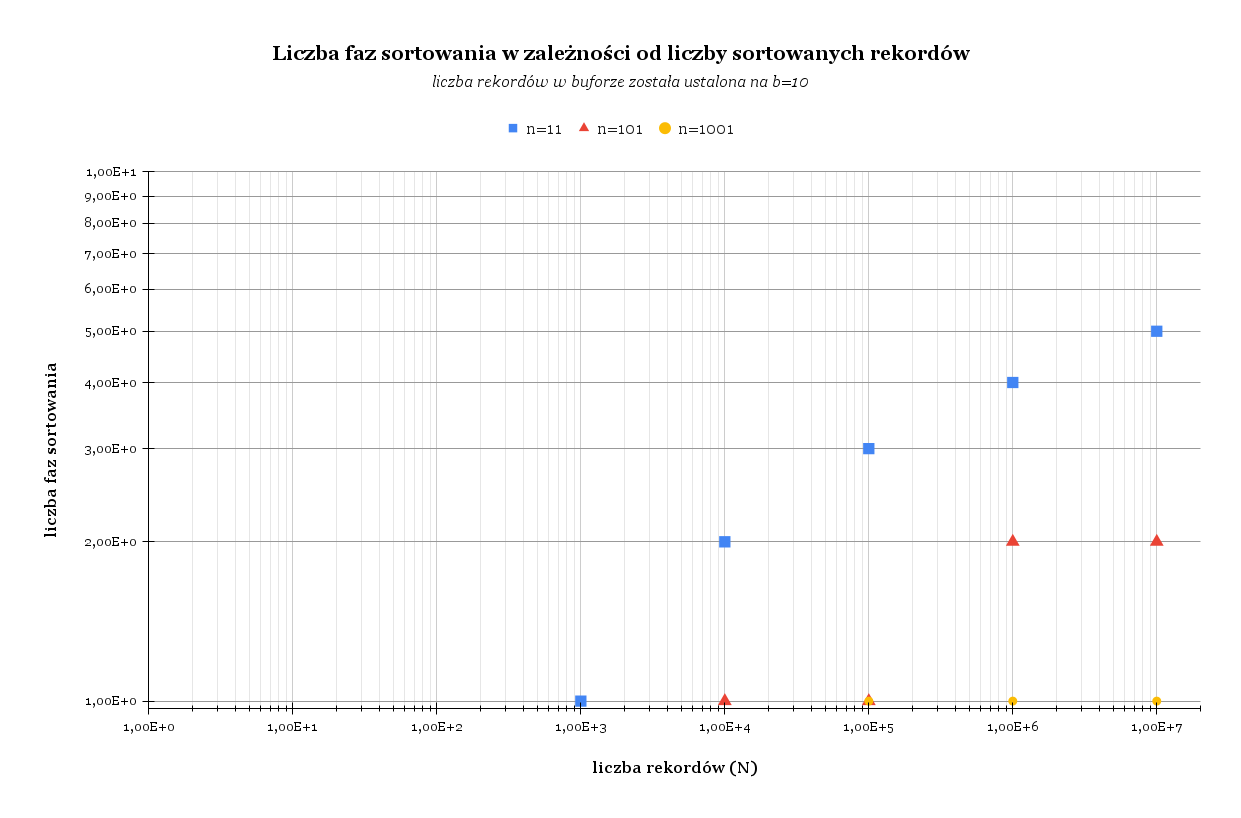 Liczba faz sortowania w zależności od liczby sortowanych rekordów
liczba rekordów w buforze została ustalona na b=10
n=11 n=101 n=1001
1,00E+1
9,00E+0
8,00E+0
7,00E+0
6,00E+0
5,00E+0
4,00E+0
3,00E+0
2,00E+0
1,00E+0
liczba faz sortowania
1,00E+0 1,00E+1 1,00E+2 1,00E+3 1,00E+4 1,00E+5 1,00E+6 1,00E+7
liczba rekordów (N)